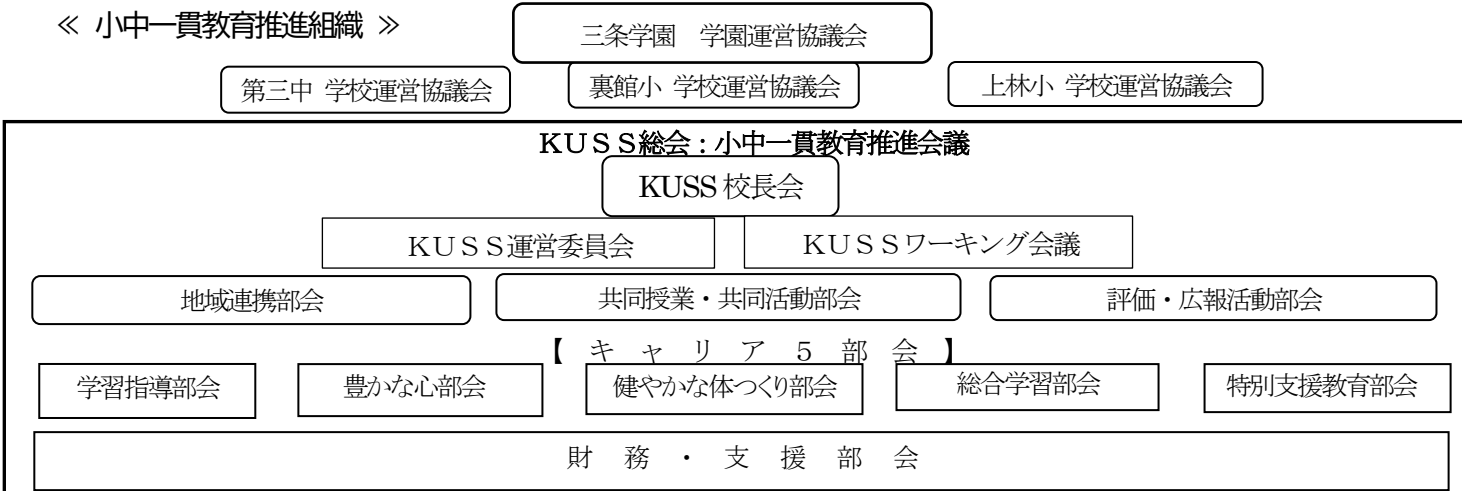 ≪ 小中一貫教育推進組織 ≫
三条学園　学園運営協議会
第三中 学校運営協議会
裏館小 学校運営協議会
上林小 学校運営協議会
KUSS総会：小中一貫教育推進会議
KUSS 校長会
KUSS運営委員会
KUSSワーキング会議
地域連携部会
共同授業・共同活動部会
評価・広報活動部会
【 キ ャ リ ア ５ 部 会 】
学習指導部会
豊かな心部会
健やかな体つくり部会
総合学習部会
特別支援教育部会
財 務 ・ 支 援 部 会